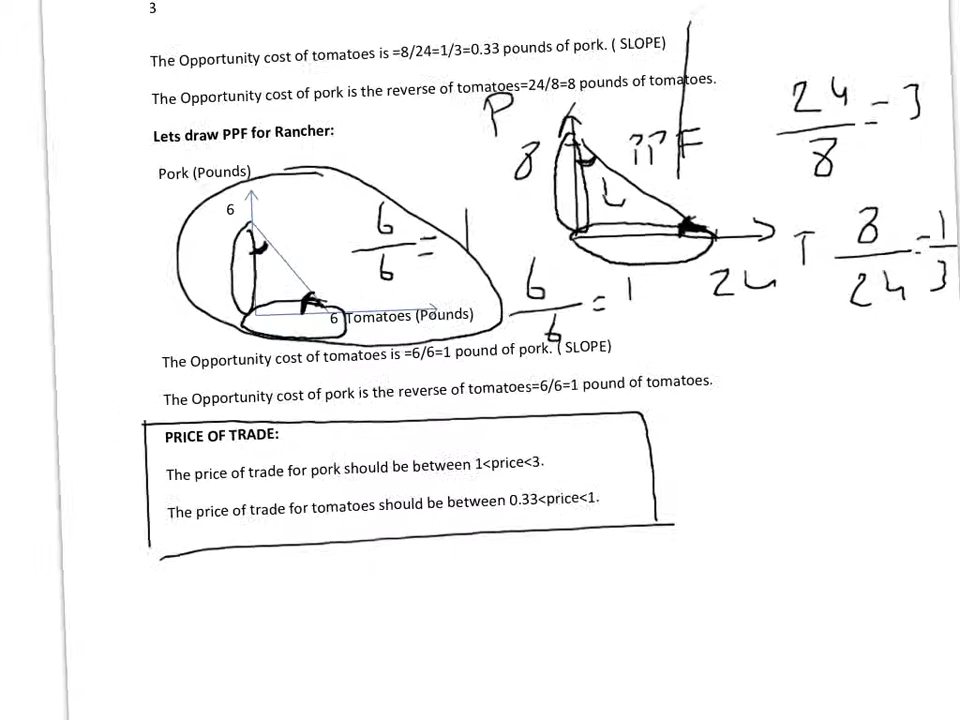 3
The Opportunity cost of tomatoes is =8/24=1/3=0.33 pounds of pork. ( SLOPE)
The Opportunity cost of pork is the reverse of tomatoes=24/8=8 pounds of tomatoes.
Lets draw PPF for Rancher:
P
8
PPF
L
24
T
24/8=3
8/24=1/3
Pork (Pounds)
6
6/6=1
6 Tomatoes (Pounds)
6/6=1
The Opportunity cost of tomatoes is =6/6=1 pound of pork. ( SLOPE)
The Opportunity cost of pork is the reverse of tomatoes=6/6=1 pound of tomatoes.
PRICE OF TRADE:
The price of trade for pork should be between 1<price<3.
The price of trade for tomatoes should be between 0.33<price<1.